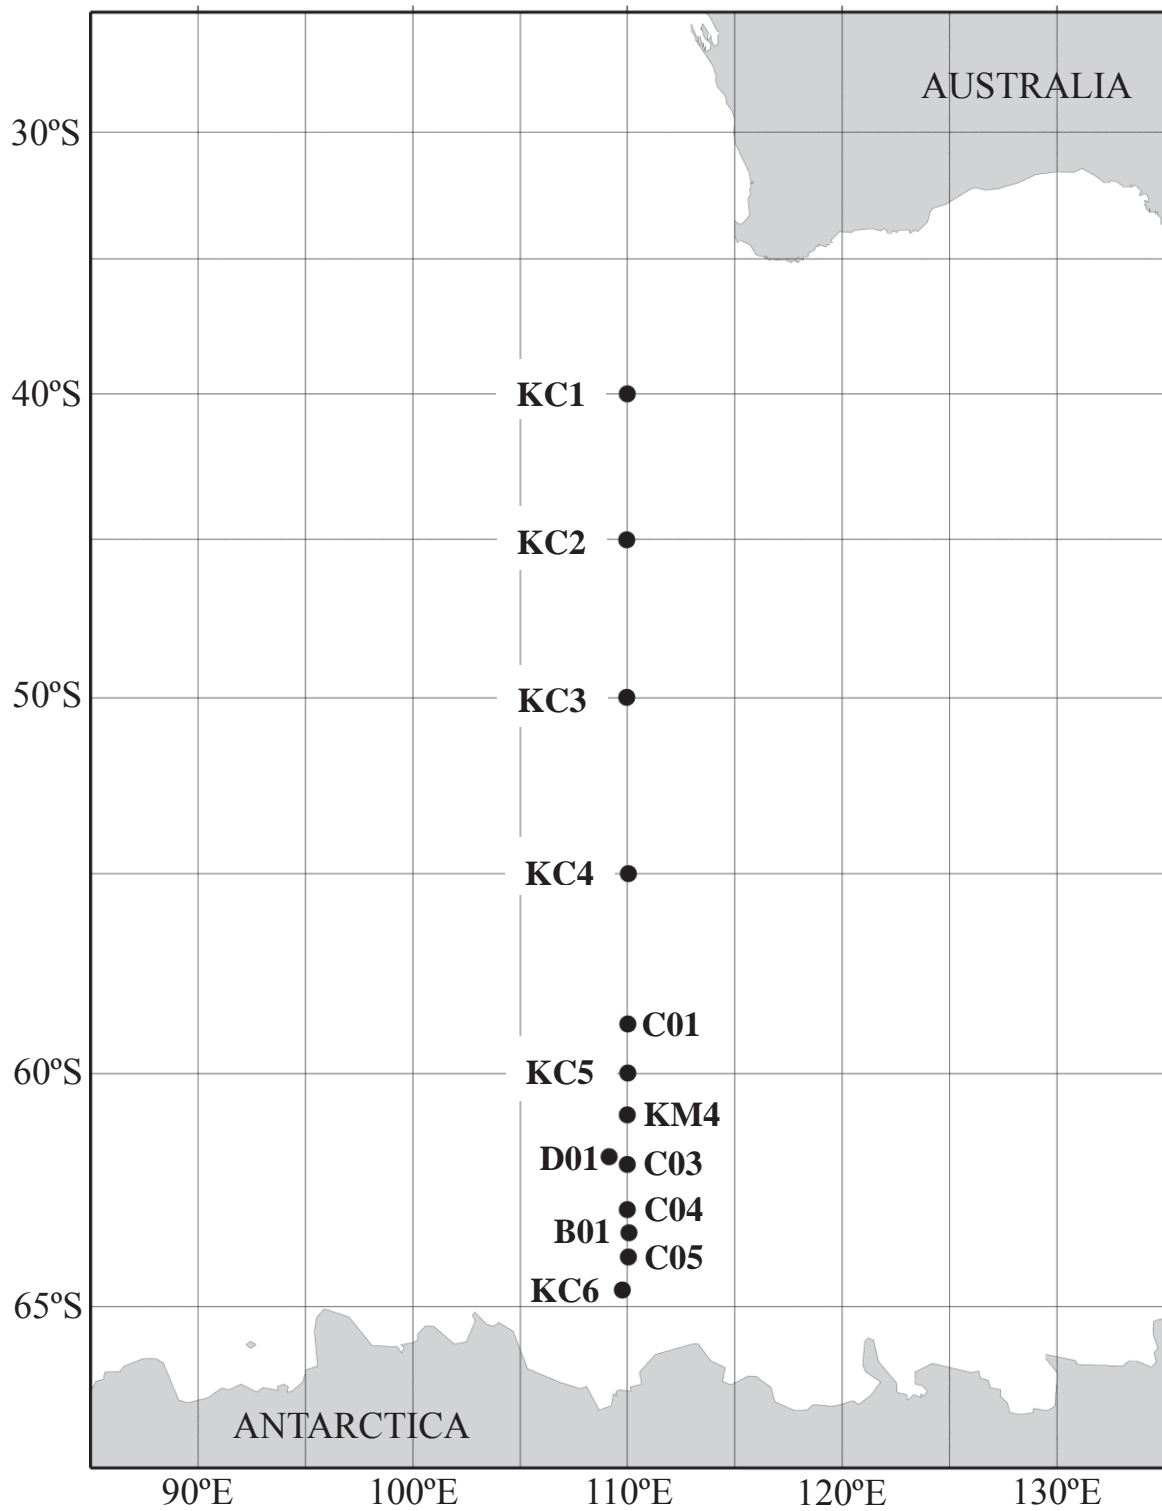 AUSTRALIA
30ºS
40ºS
KC1
KC2
50ºS
KC3
KC4
C01
60ºS
KC5
KM4
D01
C03
C04
B01
C05
KC6
65ºS
ANTARCTICA
90ºE
100ºE
110ºE
120ºE
130ºE